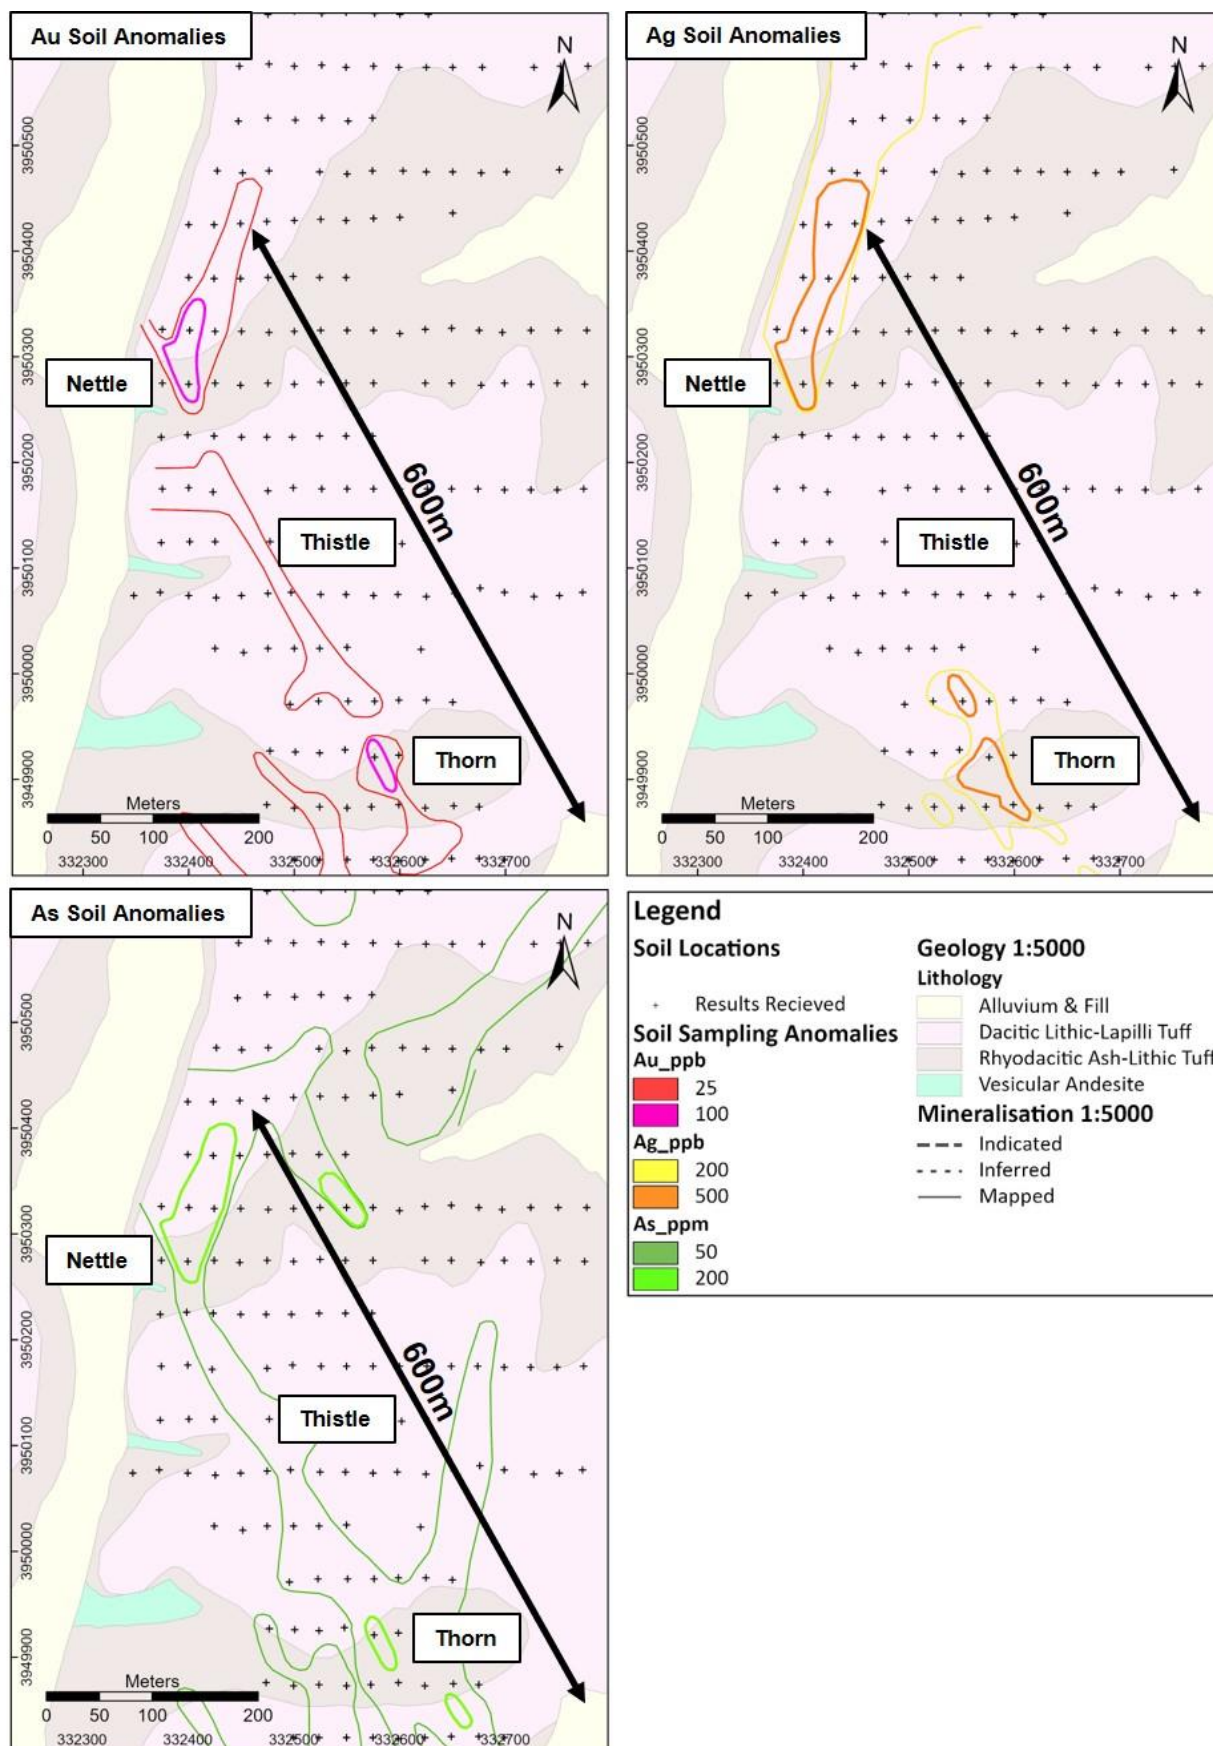 Au Soil Anomalies
N
3950500
3950400
3950300
3950200
3950100
3950000
3949900
Nettle
600m
Thistle
Thorn
Meters
0 50 100 200
332300 332400 332500 332600 332700
Ag Soil Anomalies
N
3950500
3950400
3950300
3950200
3950100
3950000
3949900
Nettle
600m
Thistle
Thorn
Meters
0 50 100 200
332300 332400 332500 332600 332700
As Soil Anomalies
N
3950500
3950400
3950300
3950200
3950100
3950000
3949900
Nettle
600m
Thistle
Thorn
Meters
0 50 100 200
332300 332400 332500 332600 332700
Legend
Soil Locations
Results Recieved
Soil Sampling Anomalies
Au_ppb
25
100
Ag_ppb
200
500
As_ppm
50
200
Geology 1:5000
Lithology
Alluvium & Fill
Dacitic Lithic-Lapilli Tuff
Rhyodacitic Ash-Lithic Tuff
Vesicular Andesite
Mineralisation 1:5000
Indicated
Inferred
Mapped